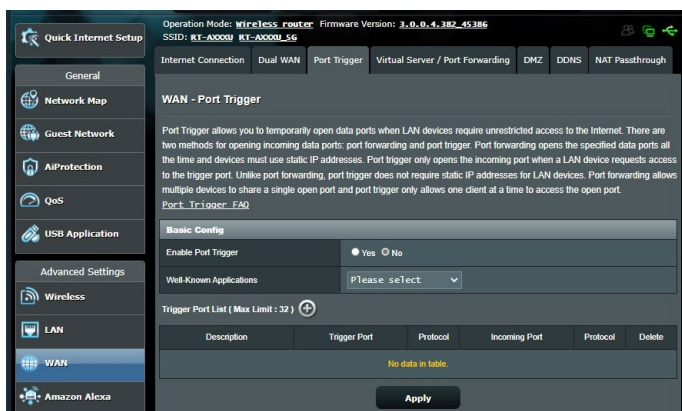 Quick Internet Setup
General
Network Map
Guest Network
AiProtection
QoS
USB Application
Advanced Settings
Wireless
LAN
WAN
Amazon Alexa
Operation Mode: Wireless router Firmware Version: 3.0.0.4.382_45386
SSID: RT-AXXXU RT-AXXXU_5G
Internet Connection Dual WAN Port Trigger Virtual Server / Port Forwarding DMZ DDNS NAT Passthrough
WAN - Port Trigger
Port Trigger allows you to temporarily open data ports when LAN devices require unrestricted access to the Internet. There are
two methods for opening incoming data ports: port forwarding and port trigger. Port forwarding opens the specified data ports all
the time and devices must use static IP addresses. Port trigger only opens the incoming port when a LAN device requests access
to the trigger port. Unlike port forwarding, port trigger does not require static IP addresses for LAN devices. Port forwarding allows
multiple devices to share a single open port and port trigger only allows one client at a time to access the open port.
Port Trigger FAQ
Basic Config
Enable Port Trigger Yes No
Well-Known Applications Please select
Trigger Port List ( Max Limit : 32 )
Description Trigger Port Protocol Incoming Port Protocol Delete
No data in table.
Apply